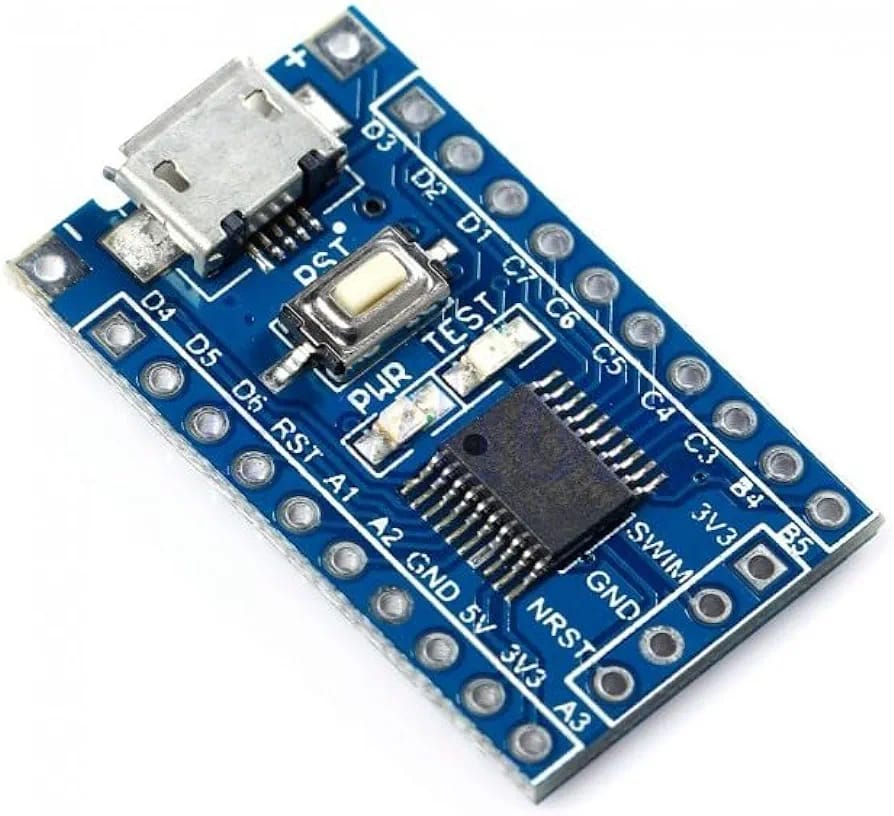 +
D3
D2
D1
C7
C6
C5
C4
C3
B4
B5
-
RST
TEST
PWR
D4
D5
D6
RST
A1
A2
GND
5V
3V3
A3
3V3
SWIM
GND
NRST